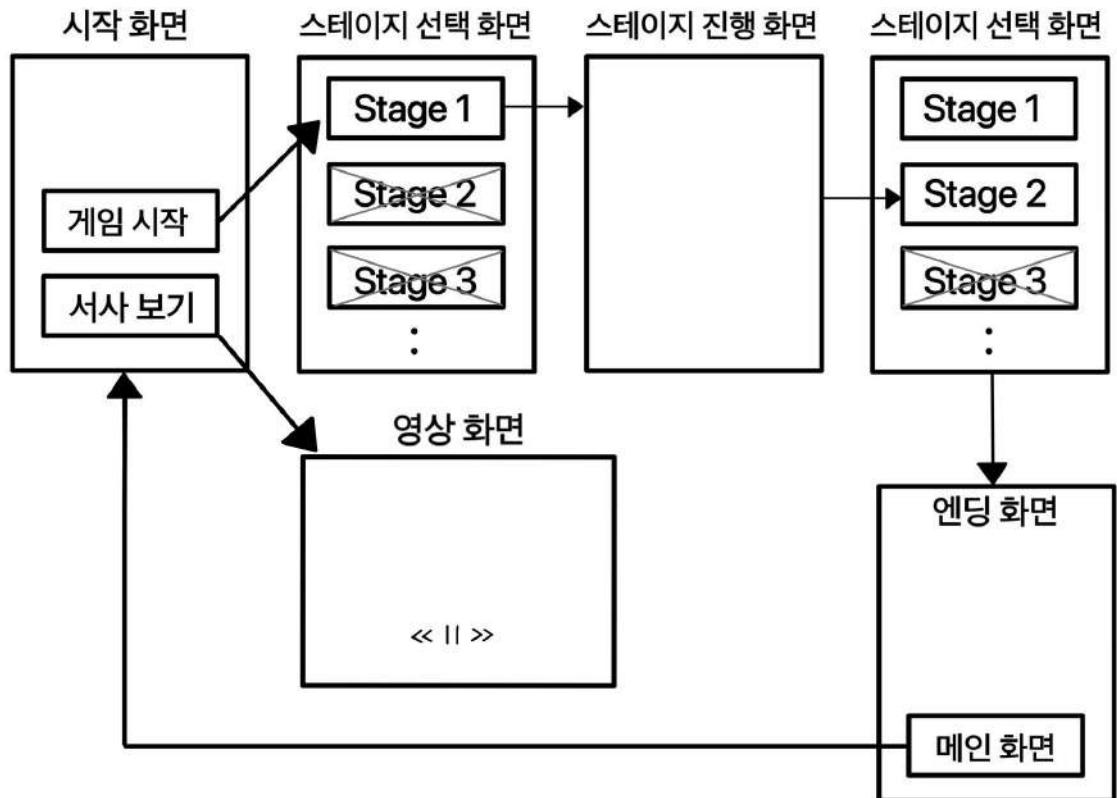 시작 화면
게임 시작
서사 보기
스테이지 선택 화면
Stage 1
Stage 2
Stage 3
:
스테이지 진행 화면
스테이지 선택 화면
Stage 1
Stage 2
Stage 3
:
영상 화면
<< || >>
엔딩 화면
메인 화면